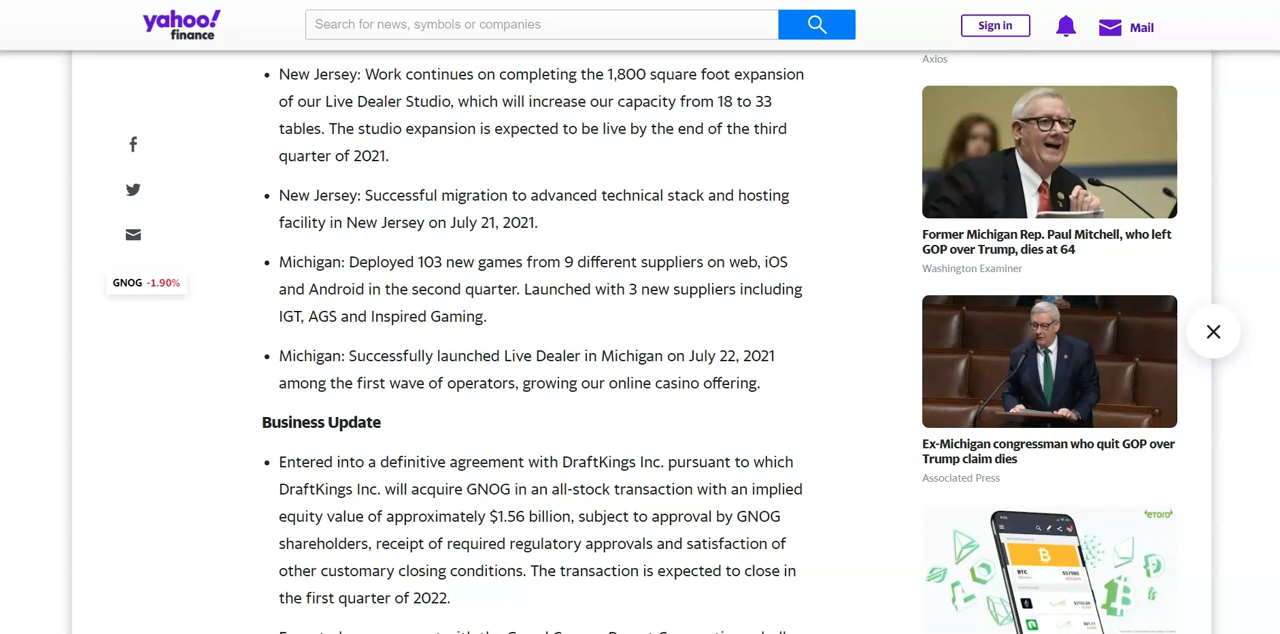 yahoo!
finance
Search for news, symbols or companies
Sign in
Mail
New Jersey: Work continues on completing the 1,800 square foot expansion
of our Live Dealer Studio, which will increase our capacity from 18 to 33
tables. The studio expansion is expected to be live by the end of the third
quarter of 2021.
New Jersey: Successful migration to advanced technical stack and hosting
facility in New Jersey on July 21, 2021.
Michigan: Deployed 103 new games from 9 different suppliers on web, iOS
and Android in the second quarter. Launched with 3 new suppliers including
IGT, AGS and Inspired Gaming.
Michigan: Successfully launched Live Dealer in Michigan on July 22, 2021
among the first wave of operators, growing our online casino offering.
Business Update
Entered into a definitive agreement with DraftKings Inc. pursuant to which
DraftKings Inc. will acquire GNOG in an all-stock transaction with an implied
equity value of approximately $1.56 billion, subject to approval by GNOG
shareholders, receipt of required regulatory approvals and satisfaction of
other customary closing conditions. The transaction is expected to close in
the first quarter of 2022.
GNOG -1.90%
Axios
Former Michigan Rep. Paul Mitchell, who left
GOP over Trump, dies at 64
Washington Examiner
Ex-Michigan congressman who quit GOP over
Trump claim dies
Associated Press
eToro
BTC